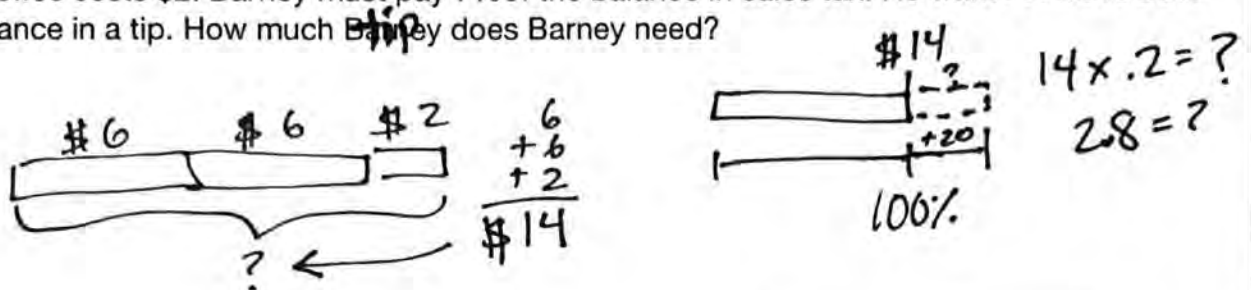 ance in a tip. How much does Barney need?
tip
$6 $6 $2
6
+6
+2
$14
?
$14
?
+20
100%
14 x .2 = ?
2.8 = ?